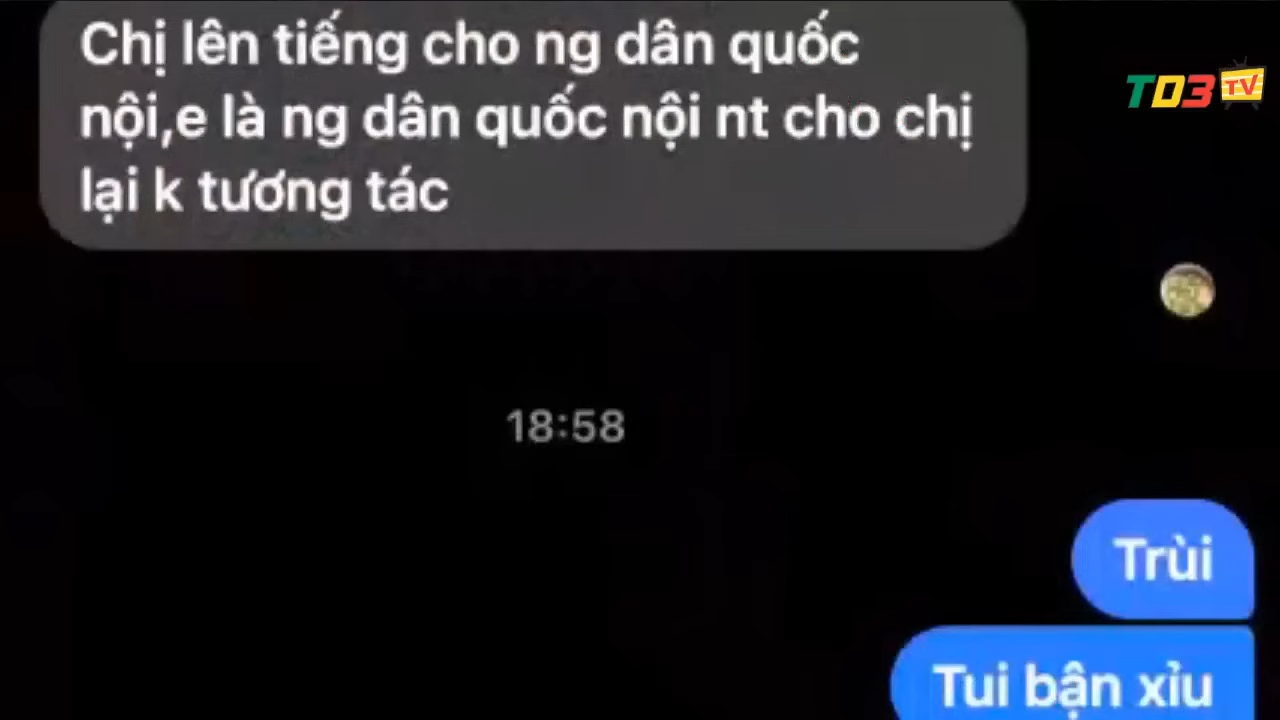 Chị lên tiếng cho ng dân quốc
nội,e là ng dân quốc nội nt cho chị
lại k tương tác
TD3 TV
18:58
Trùi
Tui bận xỉu